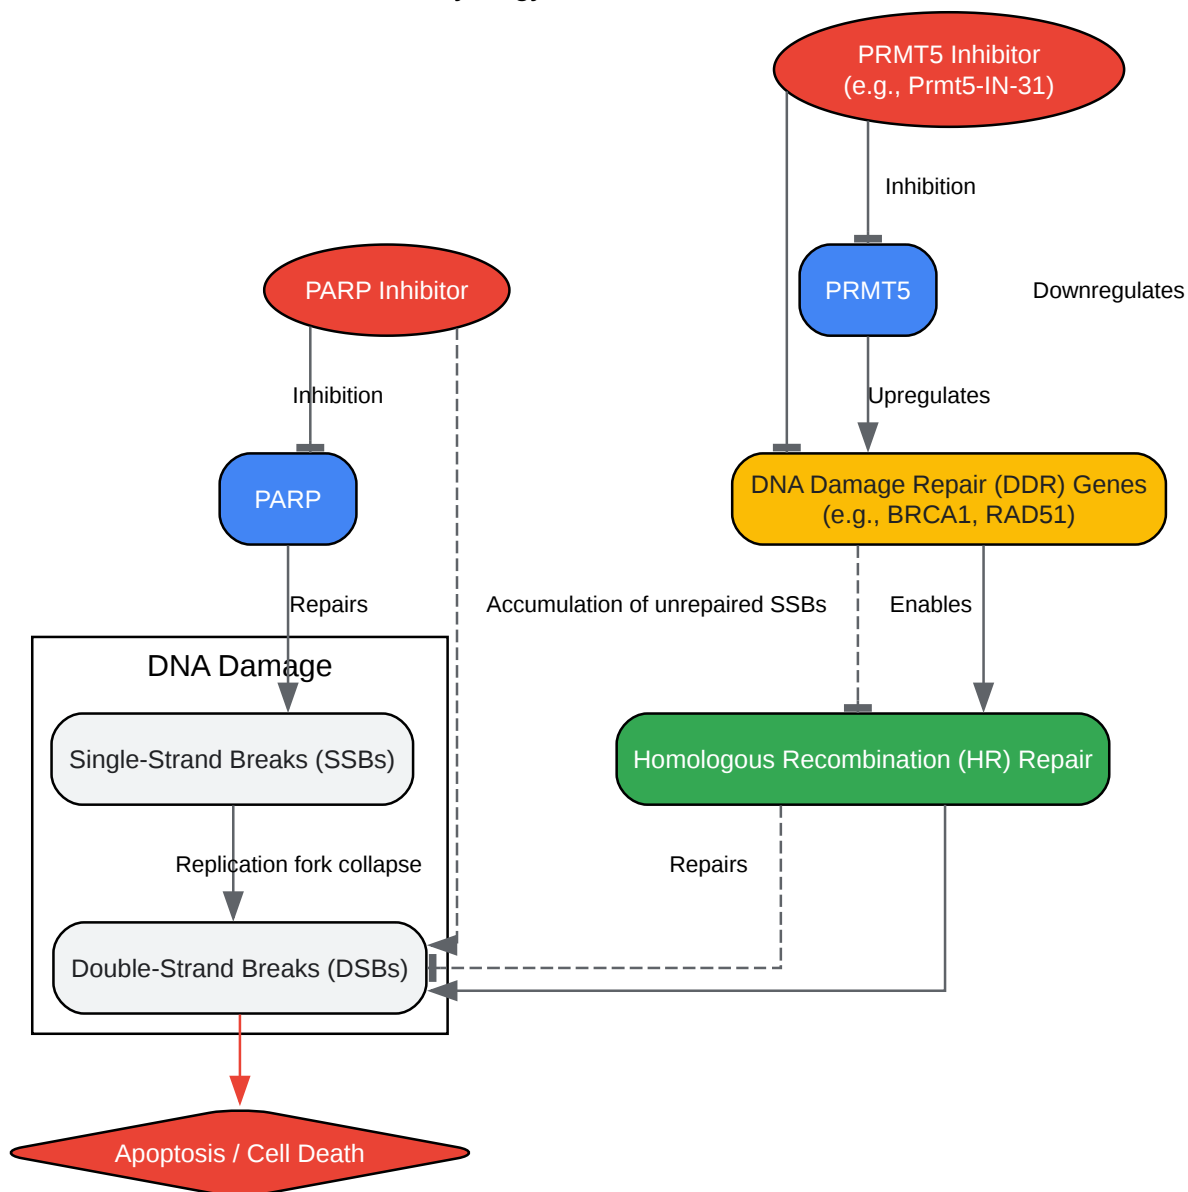 PRMT5 Inhibitor
(e.g., Prmt5-IN-31)
Inhibition
PARP Inhibitor
PRMT5
Downregulates
Inhibition
Upregulates
PARP
DNA Damage Repair (DDR) Genes
(e.g., BRCA1, RAD51)
Repairs
Accumulation of unrepaired SSBs
Enables
DNA Damage
Single-Strand Breaks (SSBs)
Homologous Recombination (HR) Repair
Replication fork collapse
Repairs
Double-Strand Breaks (DSBs)
Apoptosis / Cell Death